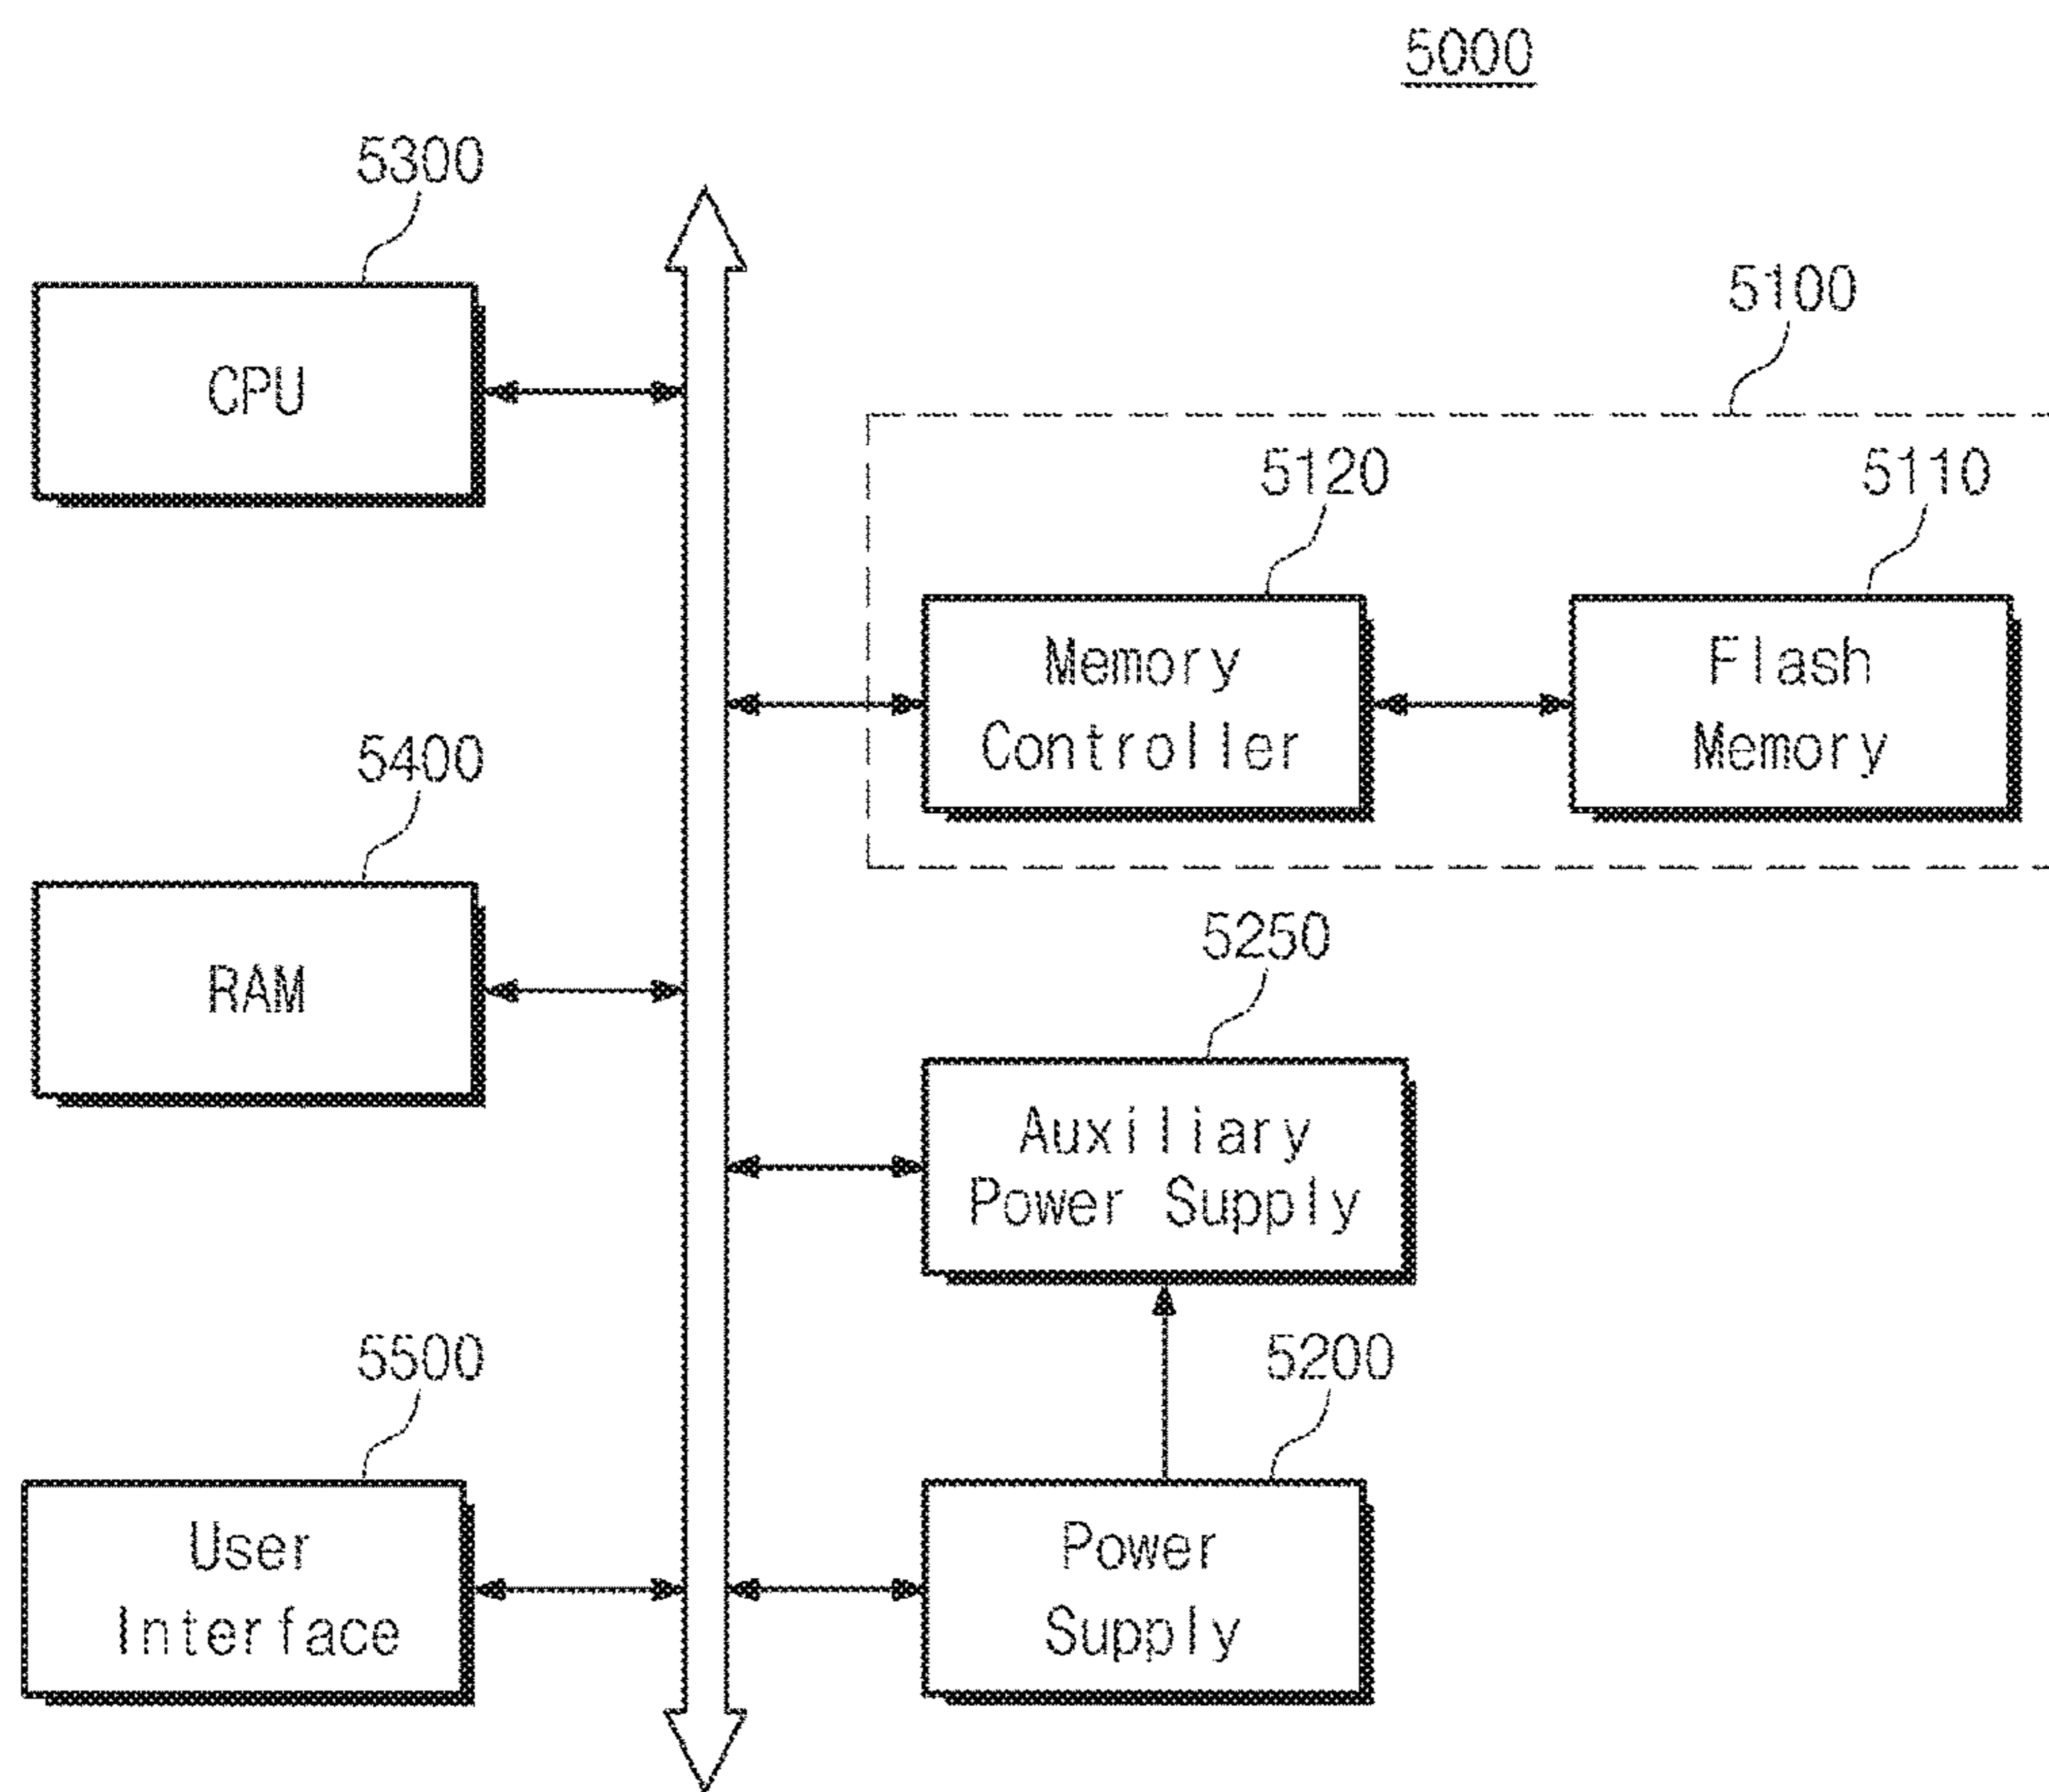 5000
5300
CPU
5100
5120
5110
Memory
Controller
Flash
Memory
5400
RAM
5250
Auxiliary
Power Supply
5500
User
Interface
5200
Power
Supply